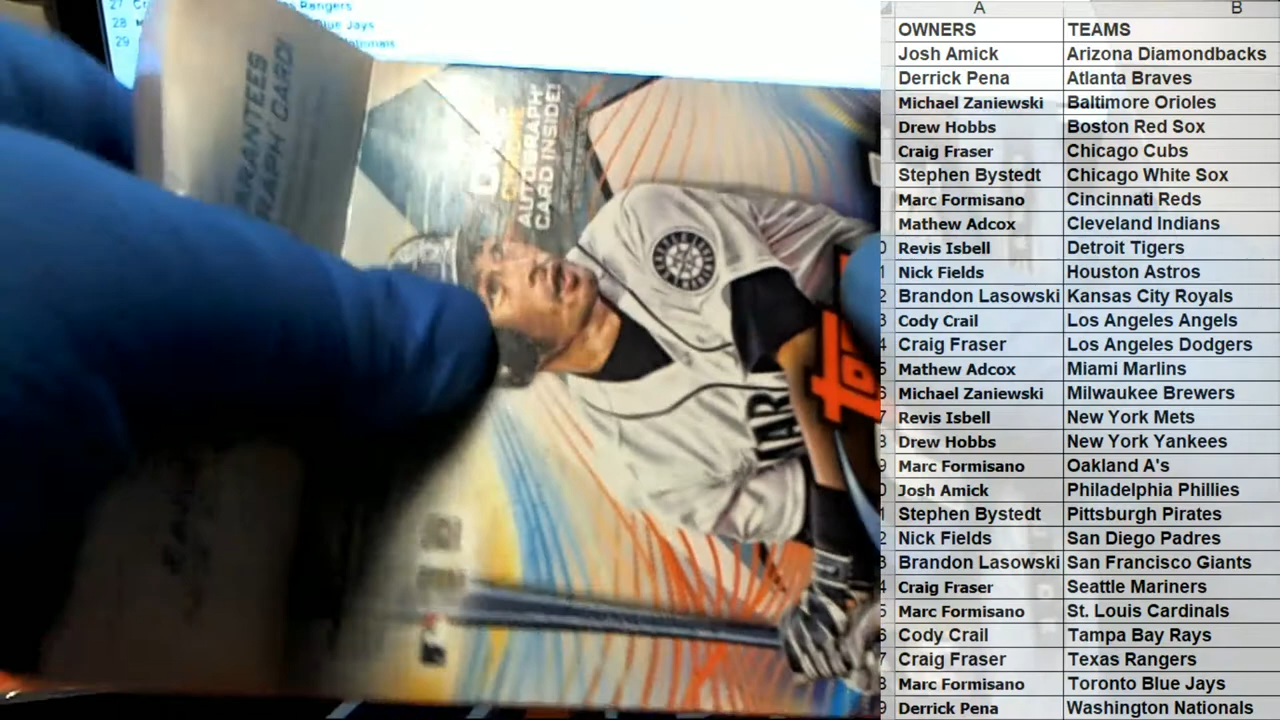 27
Rangers
28
Blue Jays
29
AUTOGRAPH
CARD INSIDE!
A
B
OWNERS TEAMS
Josh Amick Arizona Diamondbacks
Derrick Pena Atlanta Braves
Michael Zaniewski Baltimore Orioles
Drew Hobbs Boston Red Sox
Craig Fraser Chicago Cubs
Stephen Bystedt Chicago White Sox
Marc Formisano Cincinnati Reds
Mathew Adcox Cleveland Indians
Revis Isbell Detroit Tigers
Nick Fields Houston Astros
Brandon Lasowski Kansas City Royals
Cody Crail Los Angeles Angels
Craig Fraser Los Angeles Dodgers
Mathew Adcox Miami Marlins
Michael Zaniewski Milwaukee Brewers
Revis Isbell New York Mets
Drew Hobbs New York Yankees
Marc Formisano Oakland A's
Josh Amick Philadelphia Phillies
Stephen Bystedt Pittsburgh Pirates
Nick Fields San Diego Padres
Brandon Lasowski San Francisco Giants
Craig Fraser Seattle Mariners
Marc Formisano St. Louis Cardinals
Cody Crail Tampa Bay Rays
Craig Fraser Texas Rangers
Marc Formisano Toronto Blue Jays
Derrick Pena Washington Nationals